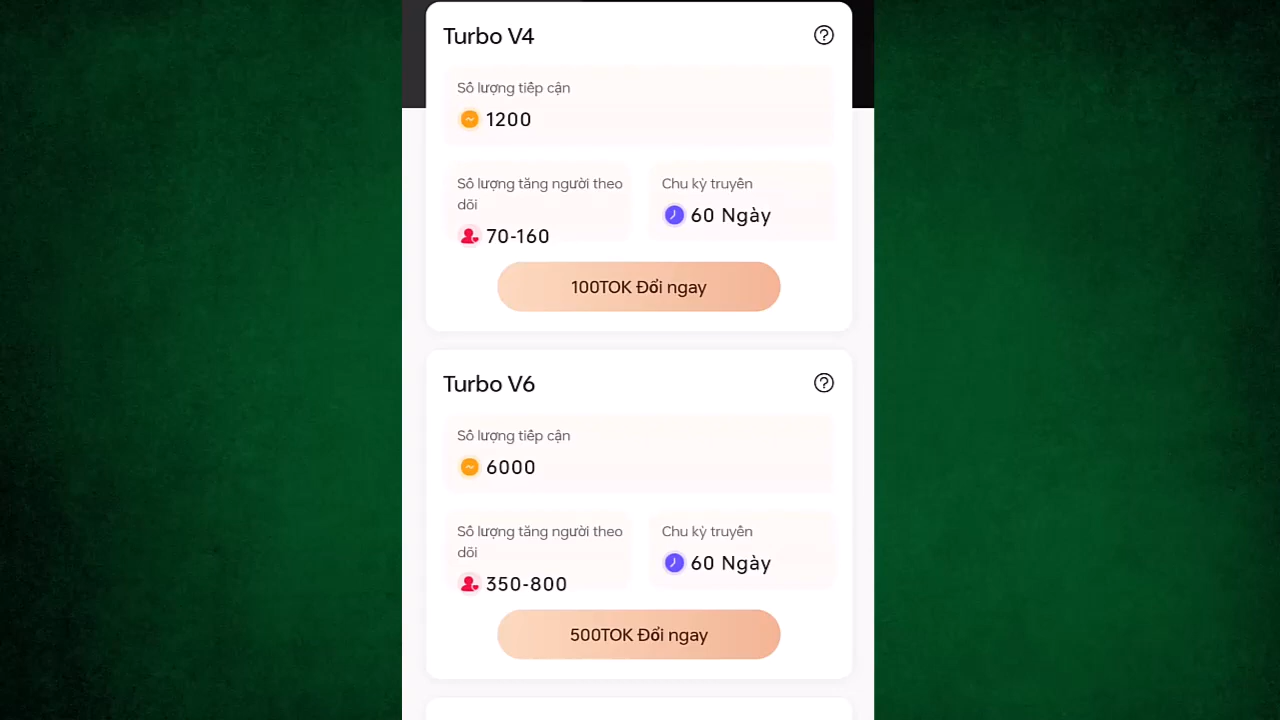 Turbo V4
Số lượng tiếp cận
1200
Số lượng tăng người theo
dõi
70-160
Chu kỳ truyền
60 Ngày
100TOK Đổi ngay
Turbo V6
Số lượng tiếp cận
6000
Số lượng tăng người theo
dõi
350-800
Chu kỳ truyền
60 Ngày
500TOK Đổi ngay